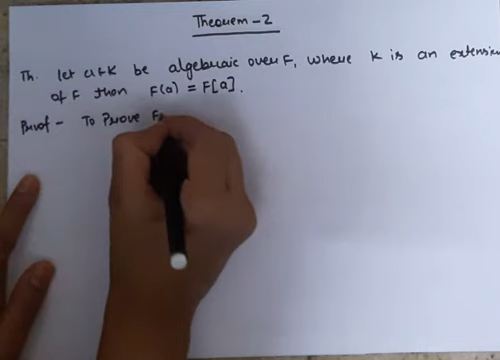 Theorem-2
Th. let a ∈ K be algebraic over F, where K is an extension
of F then F(a) = F[a].
Proof - To Prove F